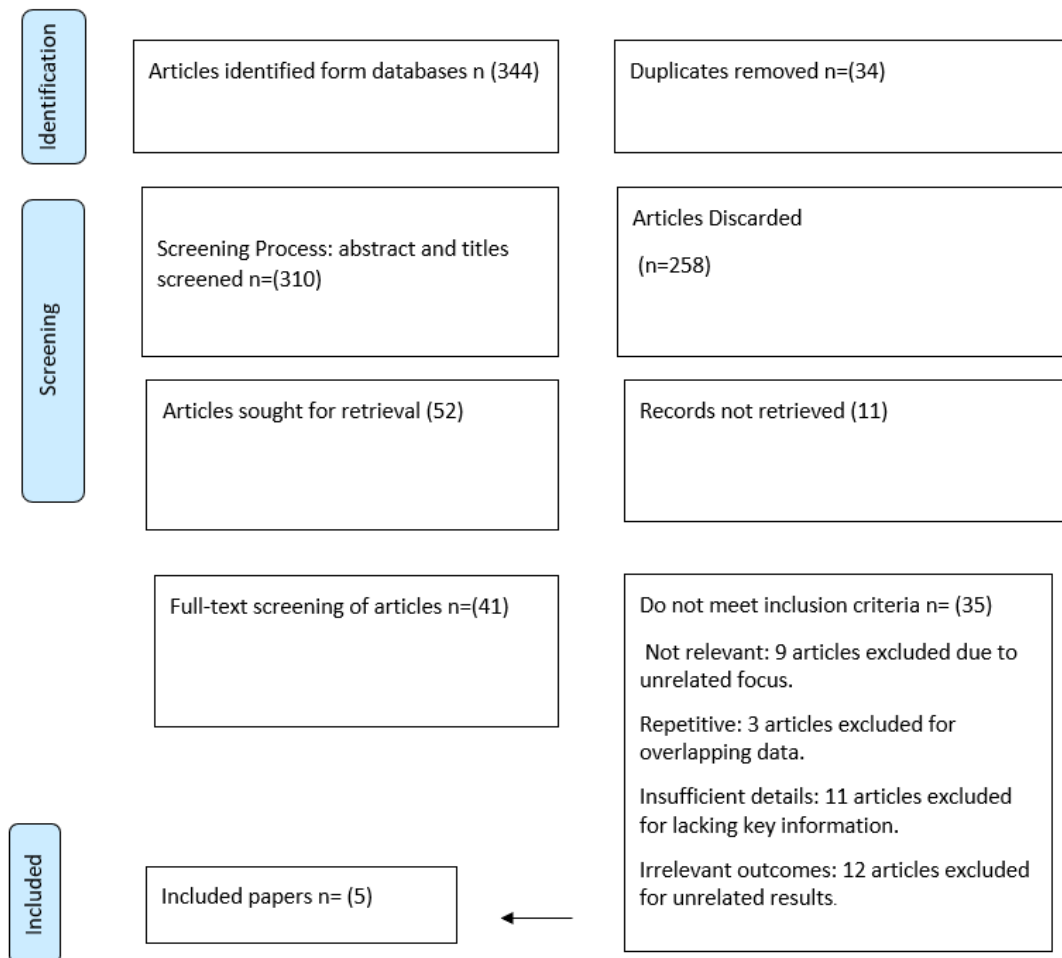 Identification
Articles identified form databases n (344)
Duplicates removed n=(34)
Screening
Screening Process: abstract and titles
screened n=(310)
Articles Discarded
(n=258)
Articles sought for retrieval (52)
Records not retrieved (11)
Full-text screening of articles n=(41)
Do not meet inclusion criteria n= (35)
Not relevant: 9 articles excluded due to
unrelated focus.
Repetitive: 3 articles excluded for
overlapping data.
Insufficient details: 11 articles excluded
for lacking key information.
Irrelevant outcomes: 12 articles excluded
for unrelated results.
Included
Included papers n= (5)